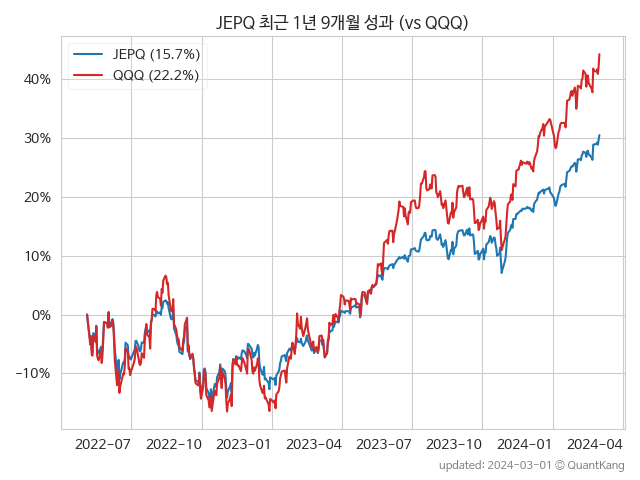 JEPQ 최근 1년 9개월 성과 (vs QQQ)
JEPQ (15.7%)
QQQ (22.2%)
40%
30%
20%
10%
0%
−10%
2022-07 2022-10 2023-01 2023-04 2023-07 2023-10 2024-01 2024-04
updated: 2024-03-01 © QuantKang